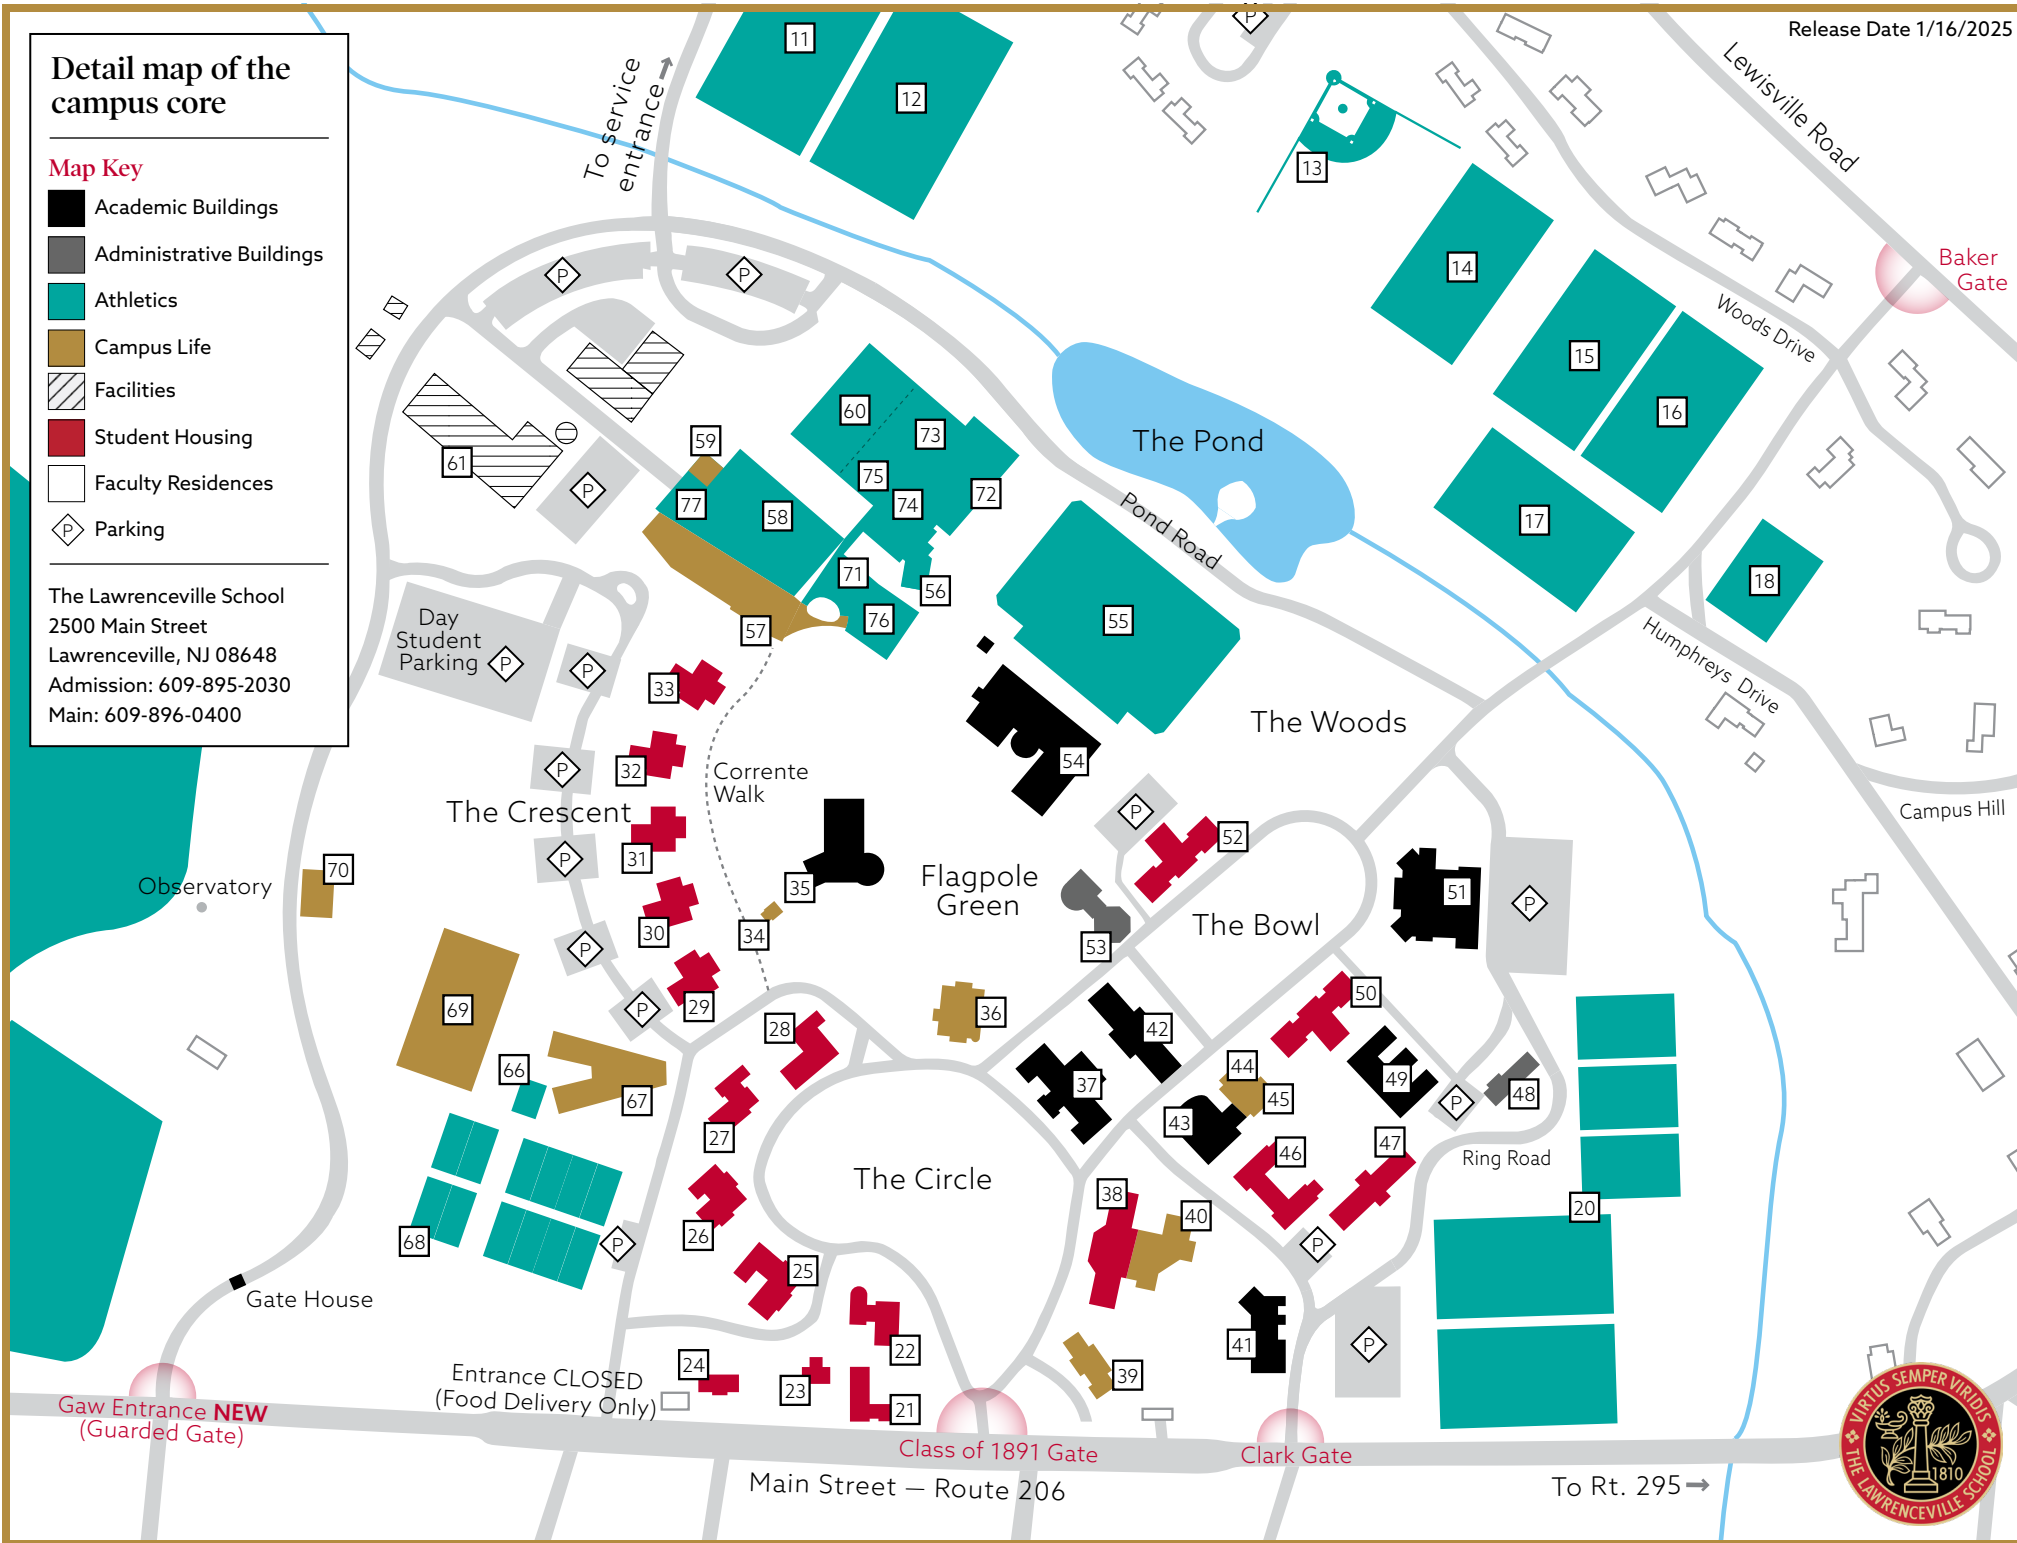 Release Date 1/16/2025
Detail map of the
campus core
Map Key
Academic Buildings
Administrative Buildings
Athletics
Campus Life
Facilities
Student Housing
Faculty Residences
P Parking
The Lawrenceville School
2500 Main Street
Lawrenceville, NJ 08648
Admission: 609-895-2030
Main: 609-896-0400
To service
entrance
11
12
P
13
Lewisville Road
14
Baker
Gate
Woods Drive
15
16
17
18
P
P
60
73
59
75
72
74
61
P
77
58
The Pond
Pond Road
71
56
76
55
57
Humphreys Drive
Day
Student
Parking
P
P
33
The Woods
54
32
P
Corrente
Walk
Campus Hill
The Crescent
P
52
31
P
70
Observatory
35
Flagpole
Green
51
P
The Bowl
30
34
53
P
50
69
P
29
28
36
42
44
49
66
67
37
45
48
P
43
27
47
46
Ring Road
The Circle
38
40
20
26
68
P
P
25
Gate House
22
41
P
24
39
23
21
Entrance CLOSED
(Food Delivery Only)
Gaw Entrance NEW
(Guarded Gate)
Class of 1891 Gate
Clark Gate
Main Street — Route 206
To Rt. 295
VIRTUS SEMPER VIRIDIS
1810
THE LAWRENCEVILLE SCHOOL